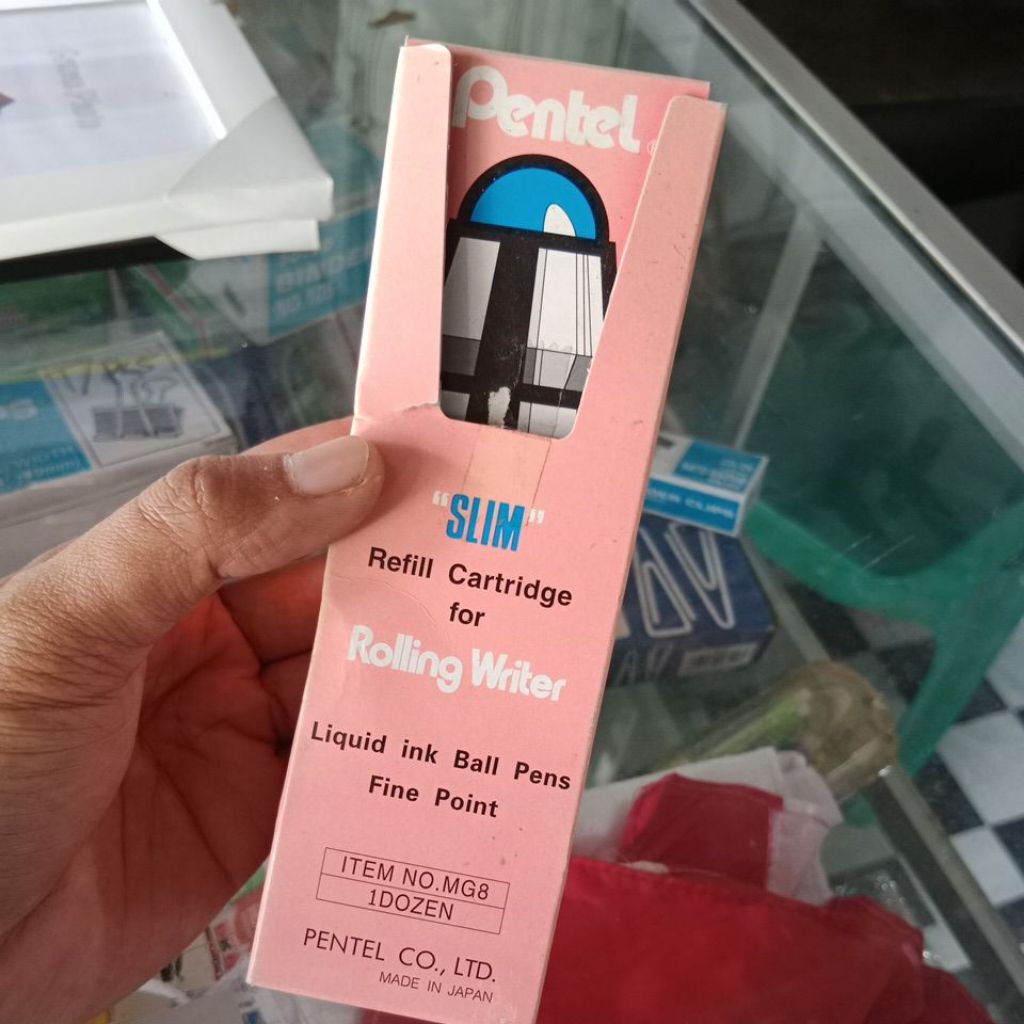 Pentel
"SLIM"
Refill Cartridge
for
Rolling Writer
Liquid ink Ball Pens
Fine Point
ITEM NO.MG8
1DOZEN
PENTEL CO., LTD.
MADE IN JAPAN